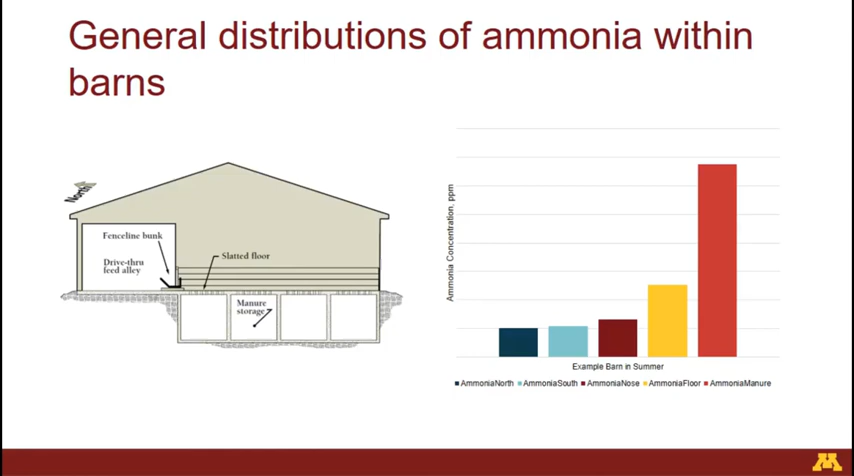 General distributions of ammonia within
barns
North
Fenceline bunk
Drive-thru
feed alley
Slatted floor
Manure
storage
Ammonia Concentration, ppm
Example Barn in Summer
AmmoniaNorth AmmoniaSouth AmmoniaNose AmmoniaFloor AmmoniaManure
M